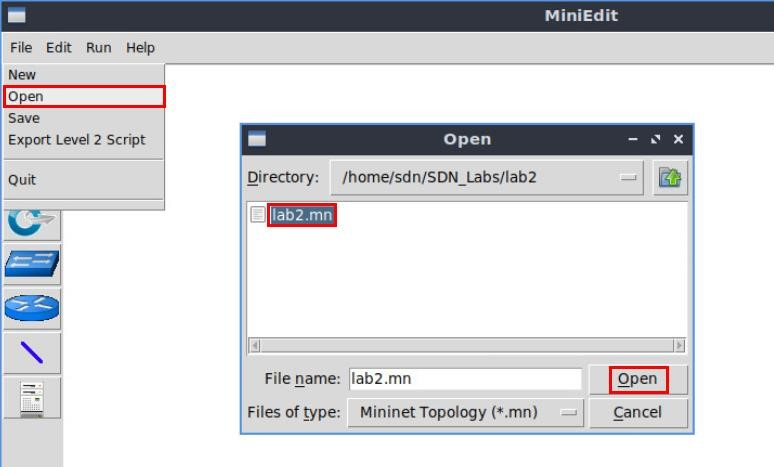 MiniEdit
File Edit Run Help
New
Open
Save
Export Level 2 Script
Quit
Open
Directory: /home/sdn/SDN_Labs/lab2
lab2.mn
File name: lab2.mn Open
Files of type: Mininet Topology (*.mn) Cancel